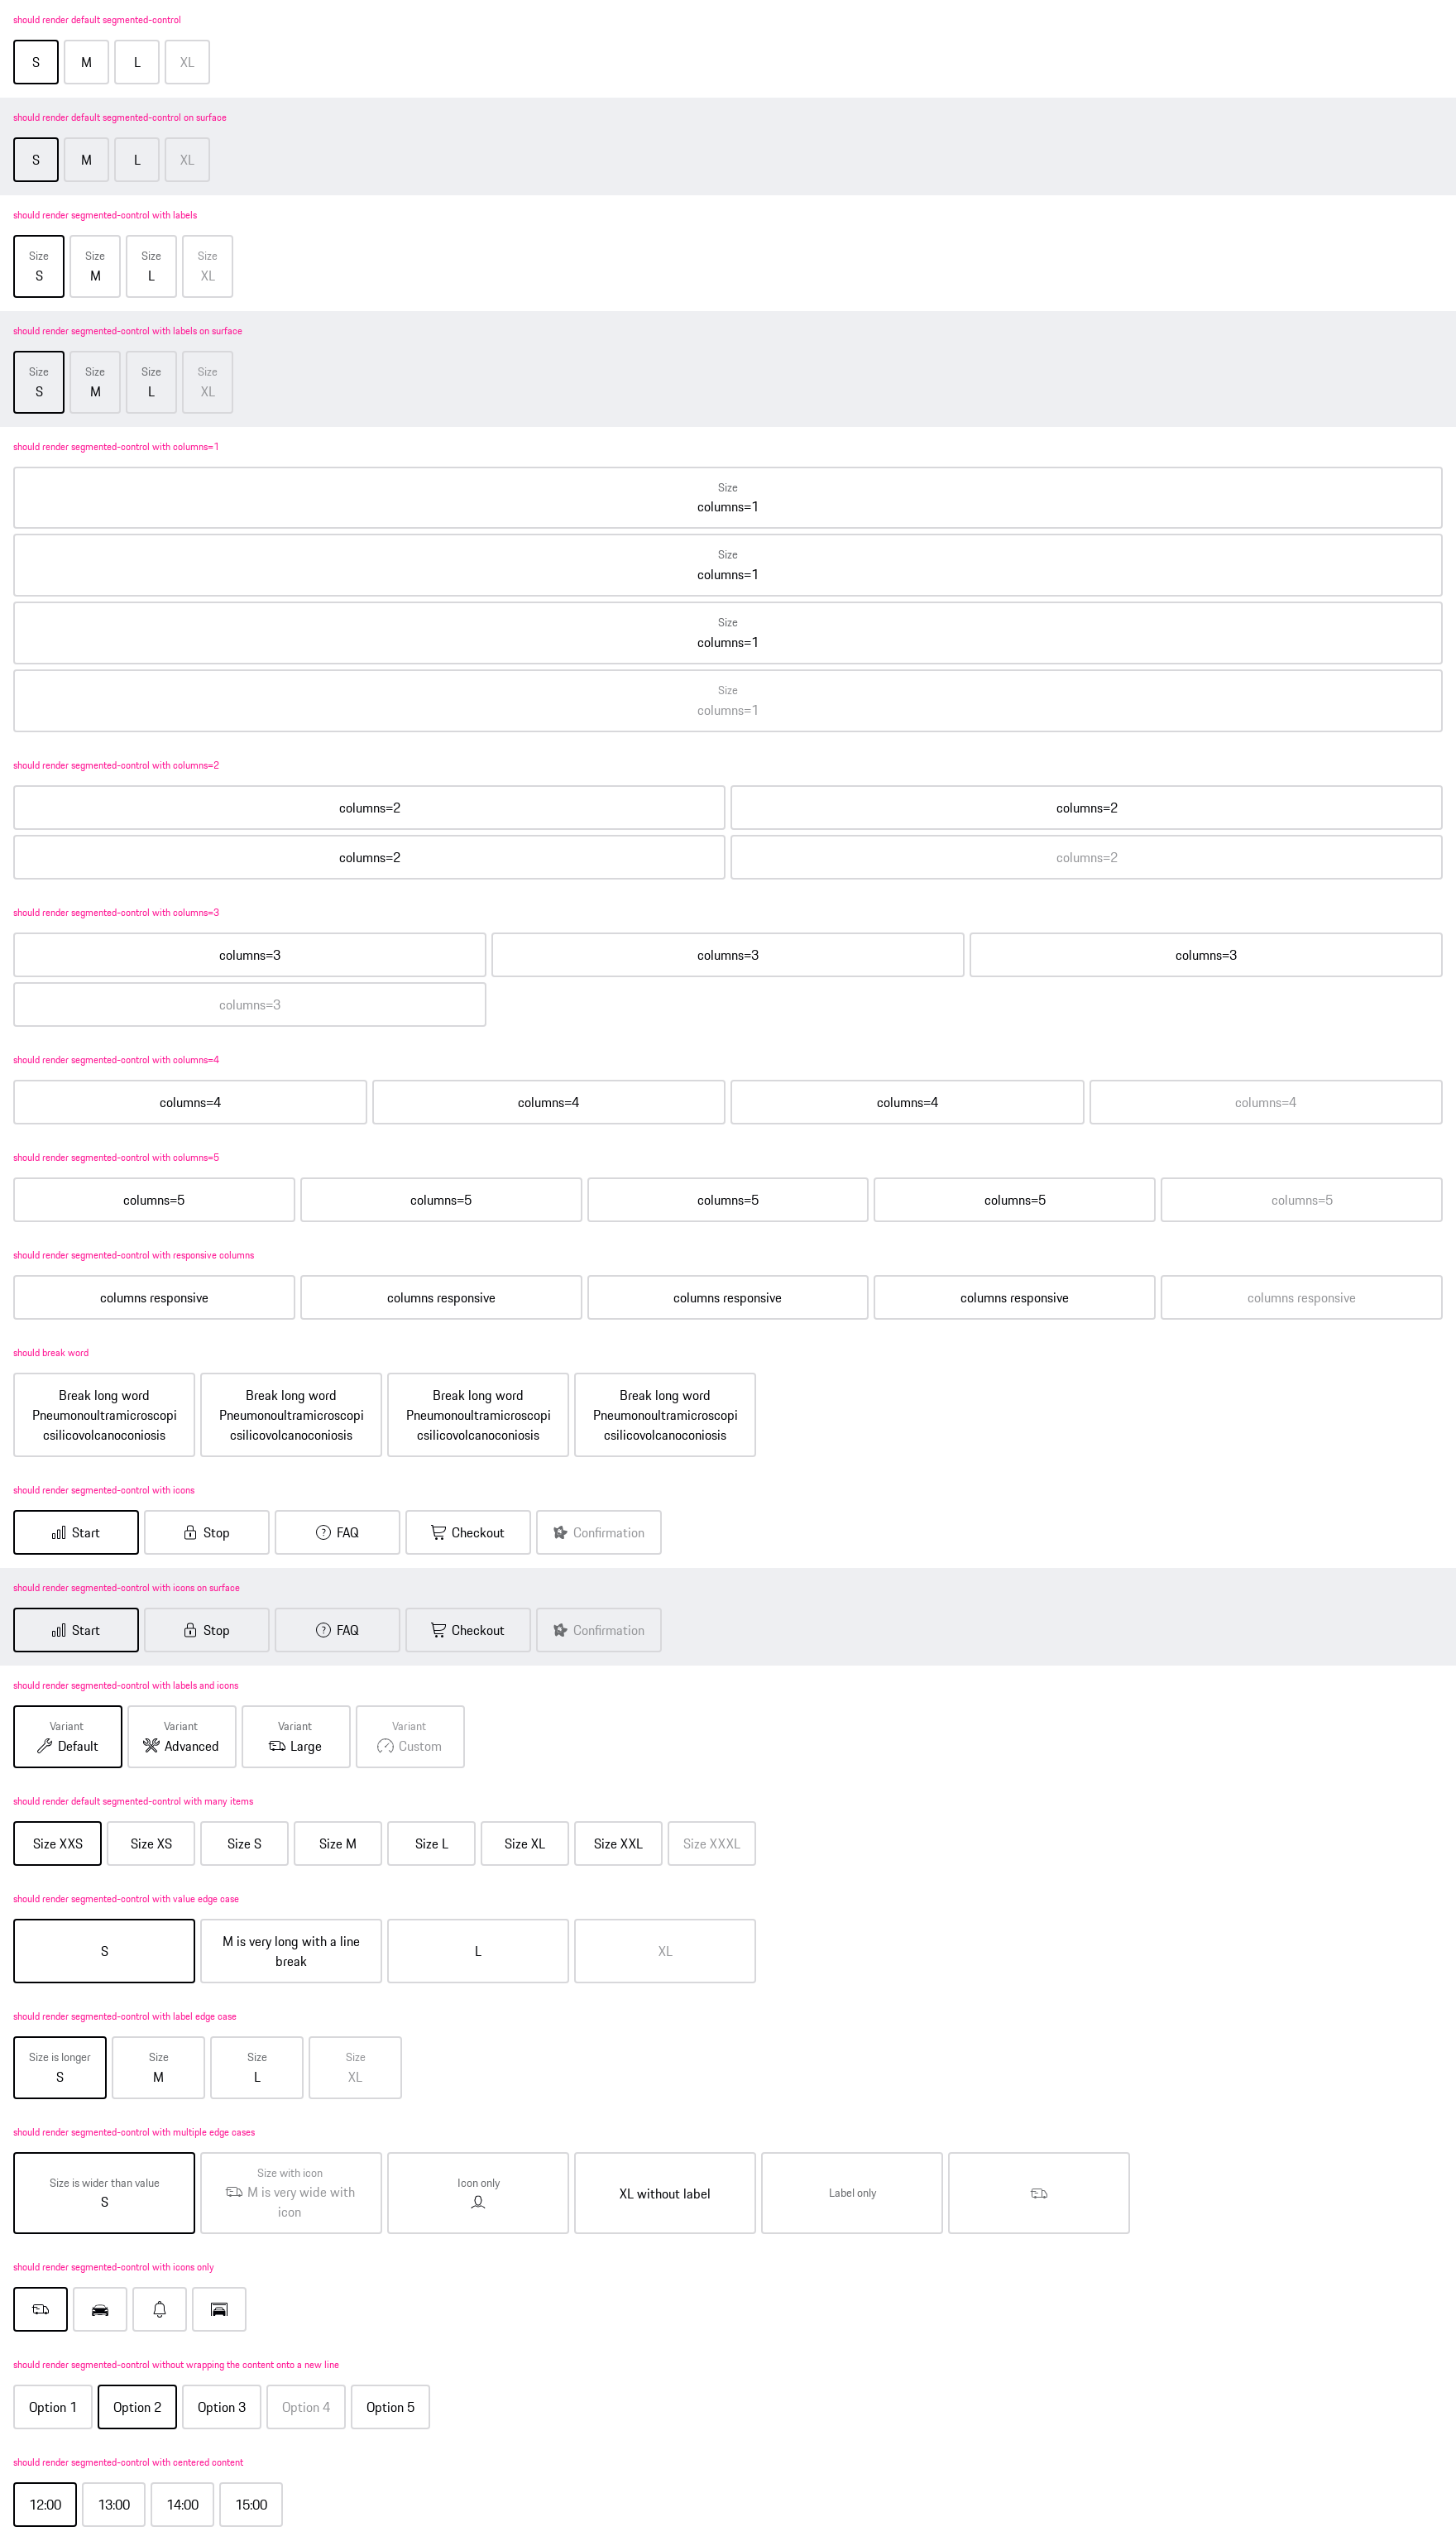 should render default segmented-control
S M L XL
should render default segmented-control on surface
S M L XL
should render segmented-control with labels
Size Size Size Size
S M L XL
should render segmented-control with labels on surface
Size Size Size Size
S M L XL
should render segmented-control with columns=1
Size
columns=1
Size
columns=1
Size
columns=1
Size
columns=1
should render segmented-control with columns=2
columns=2 columns=2
columns=2 columns=2
should render segmented-control with columns=3
columns=3 columns=3 columns=3
columns=3
should render segmented-control with columns=4
columns=4 columns=4 columns=4 columns=4
should render segmented-control with columns=5
columns=5 columns=5 columns=5 columns=5 columns=5
should render segmented-control with responsive columns
columns responsive columns responsive columns responsive columns responsive columns responsive
should break word
Break long word Break long word Break long word Break long word
Pneumonoultramicroscopi Pneumonoultramicroscopi Pneumonoultramicroscopi Pneumonoultramicroscopi
csilicovolcanoconiosis csilicovolcanoconiosis csilicovolcanoconiosis csilicovolcanoconiosis
should render segmented-control with icons
Start Stop FAQ Checkout Confirmation
should render segmented-control with icons on surface
Start Stop FAQ Checkout Confirmation
should render segmented-control with labels and icons
Variant Variant Variant Variant
Default Advanced Large Custom
should render default segmented-control with many items
Size XXS Size XS Size S Size M Size L Size XL Size XXL Size XXXL
should render segmented-control with value edge case
S M is very long with a line L XL
break
should render segmented-control with label edge case
Size is longer Size Size Size
S M L XL
should render segmented-control with multiple edge cases
Size is wider than value
S
Size with icon
M is very wide with
icon
Icon only
XL without label
Label only
should render segmented-control with icons only
should render segmented-control without wrapping the content onto a new line
Option 1 Option 2 Option 3 Option 4 Option 5
should render segmented-control with centered content
12:00 13:00 14:00 15:00